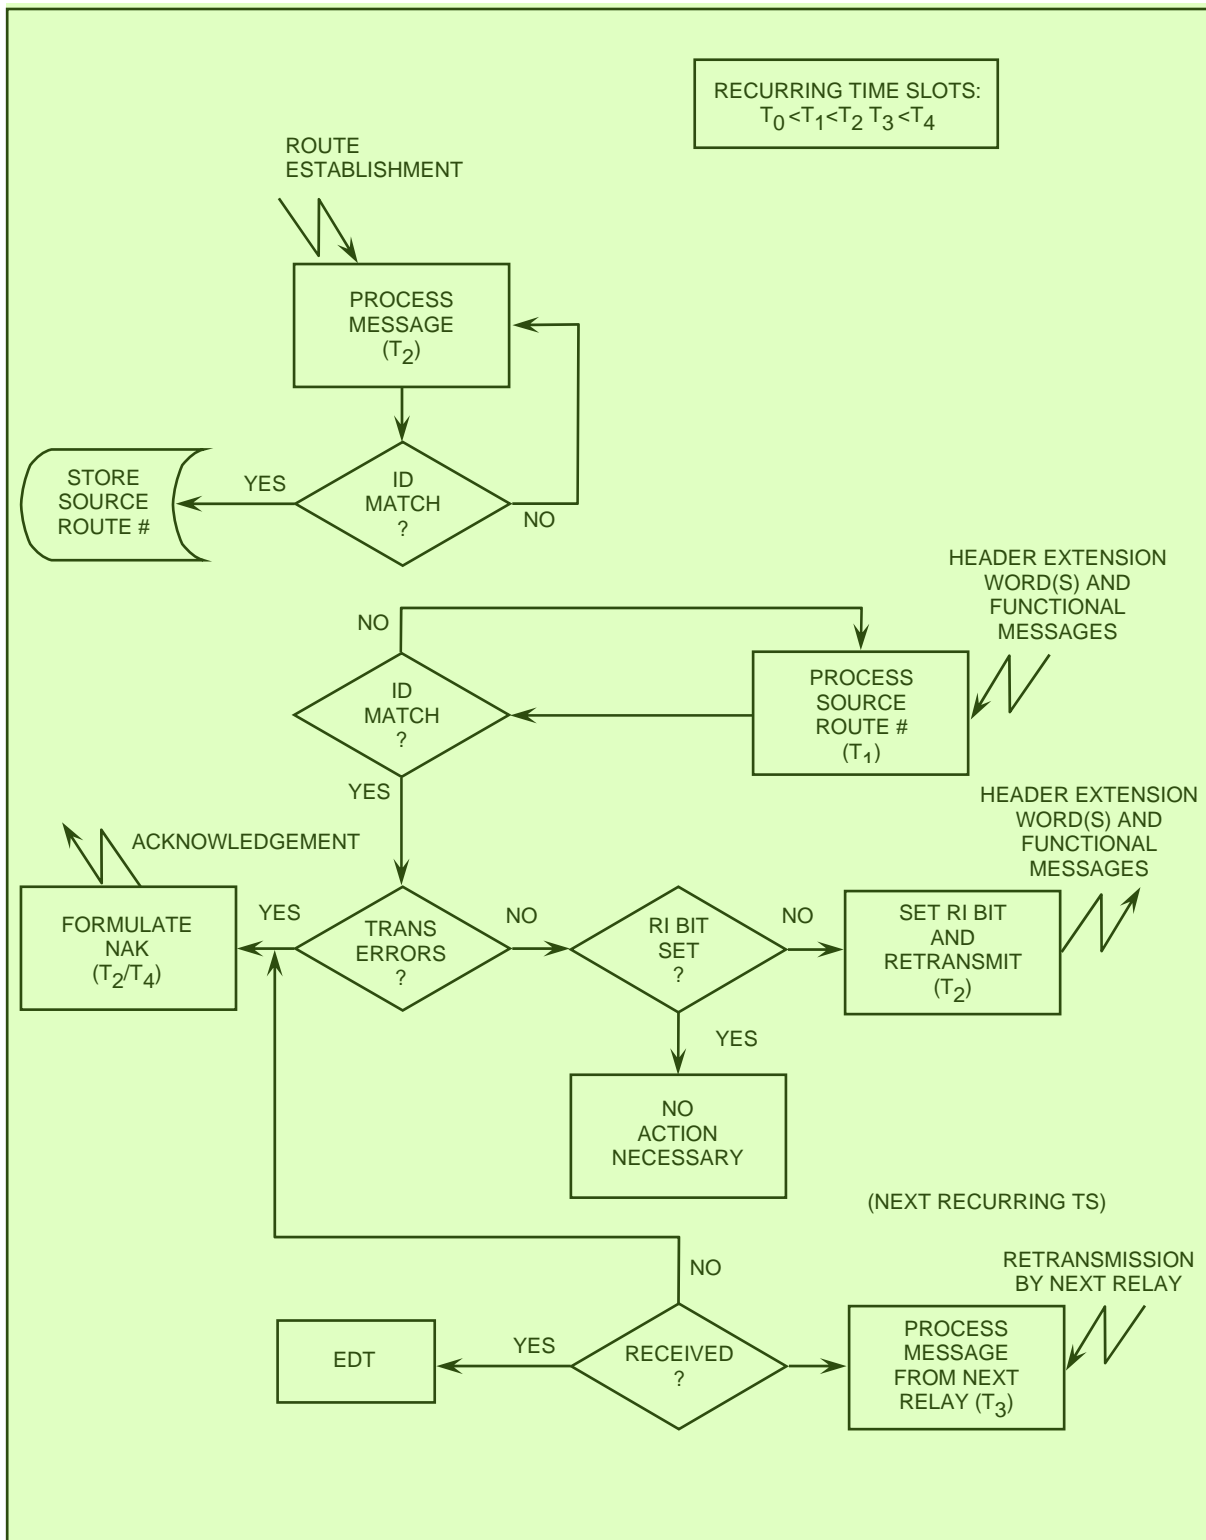 RECURRING TIME SLOTS:
T0<T1<T2 T3<T4
ROUTE
ESTABLISHMENT
PROCESS
MESSAGE
(T2)
STORE
SOURCE
ROUTE #
YES
ID
MATCH
?
NO
HEADER EXTENSION
WORD(S) AND
FUNCTIONAL
MESSAGES
NO
ID
MATCH
?
PROCESS
SOURCE
ROUTE #
(T1)
YES
HEADER EXTENSION
WORD(S) AND
FUNCTIONAL
MESSAGES
ACKNOWLEDGEMENT
FORMULATE
NAK
(T2/T4)
YES
TRANS
ERRORS
?
NO
RI BIT
SET
?
NO
SET RI BIT
AND
RETRANSMIT
(T2)
YES
NO
ACTION
NECESSARY
(NEXT RECURRING TS)
NO
RETRANSMISSION
BY NEXT RELAY
EDT
YES
RECEIVED
?
PROCESS
MESSAGE
FROM NEXT
RELAY (T3)